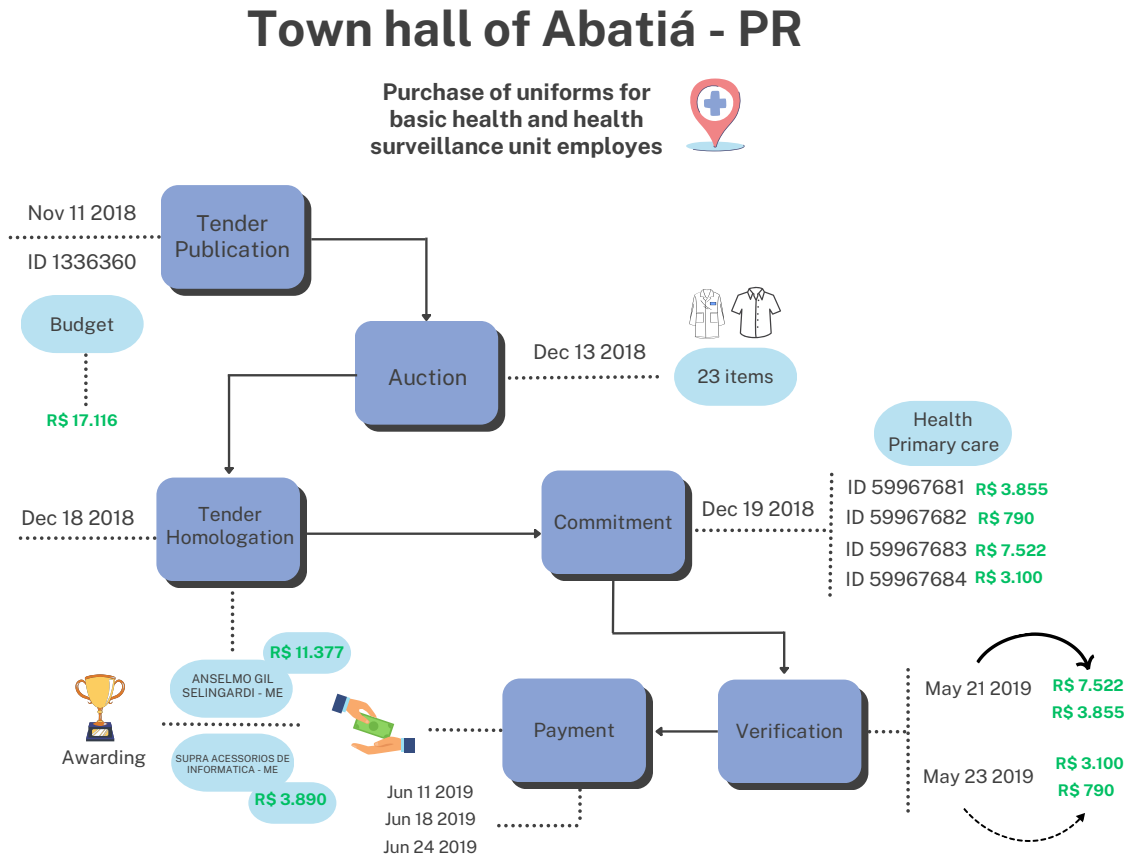 Town hall of Abatiá - PR
Purchase of uniforms for
basic health and health
surveillance unit employes
Nov 11 2018
ID 1336360
Tender
Publication
Budget
R$ 17.116
Auction
Dec 13 2018
23 items
Dec 18 2018
Tender
Homologation
Commitment
Dec 19 2018
Health
Primary care
ID 59967681 R$ 3.855
ID 59967682 R$ 790
ID 59967683 R$ 7.522
ID 59967684 R$ 3.100
Awarding
R$ 11.377
ANSELMO GIL
SELINGARDI - ME
SUPRA ACESSORIOS DE
INFORMATICA - ME
R$ 3.890
Payment
Jun 11 2019
Jun 18 2019
Jun 24 2019
Verification
May 21 2019
R$ 7.522
R$ 3.855
May 23 2019
R$ 3.100
R$ 790